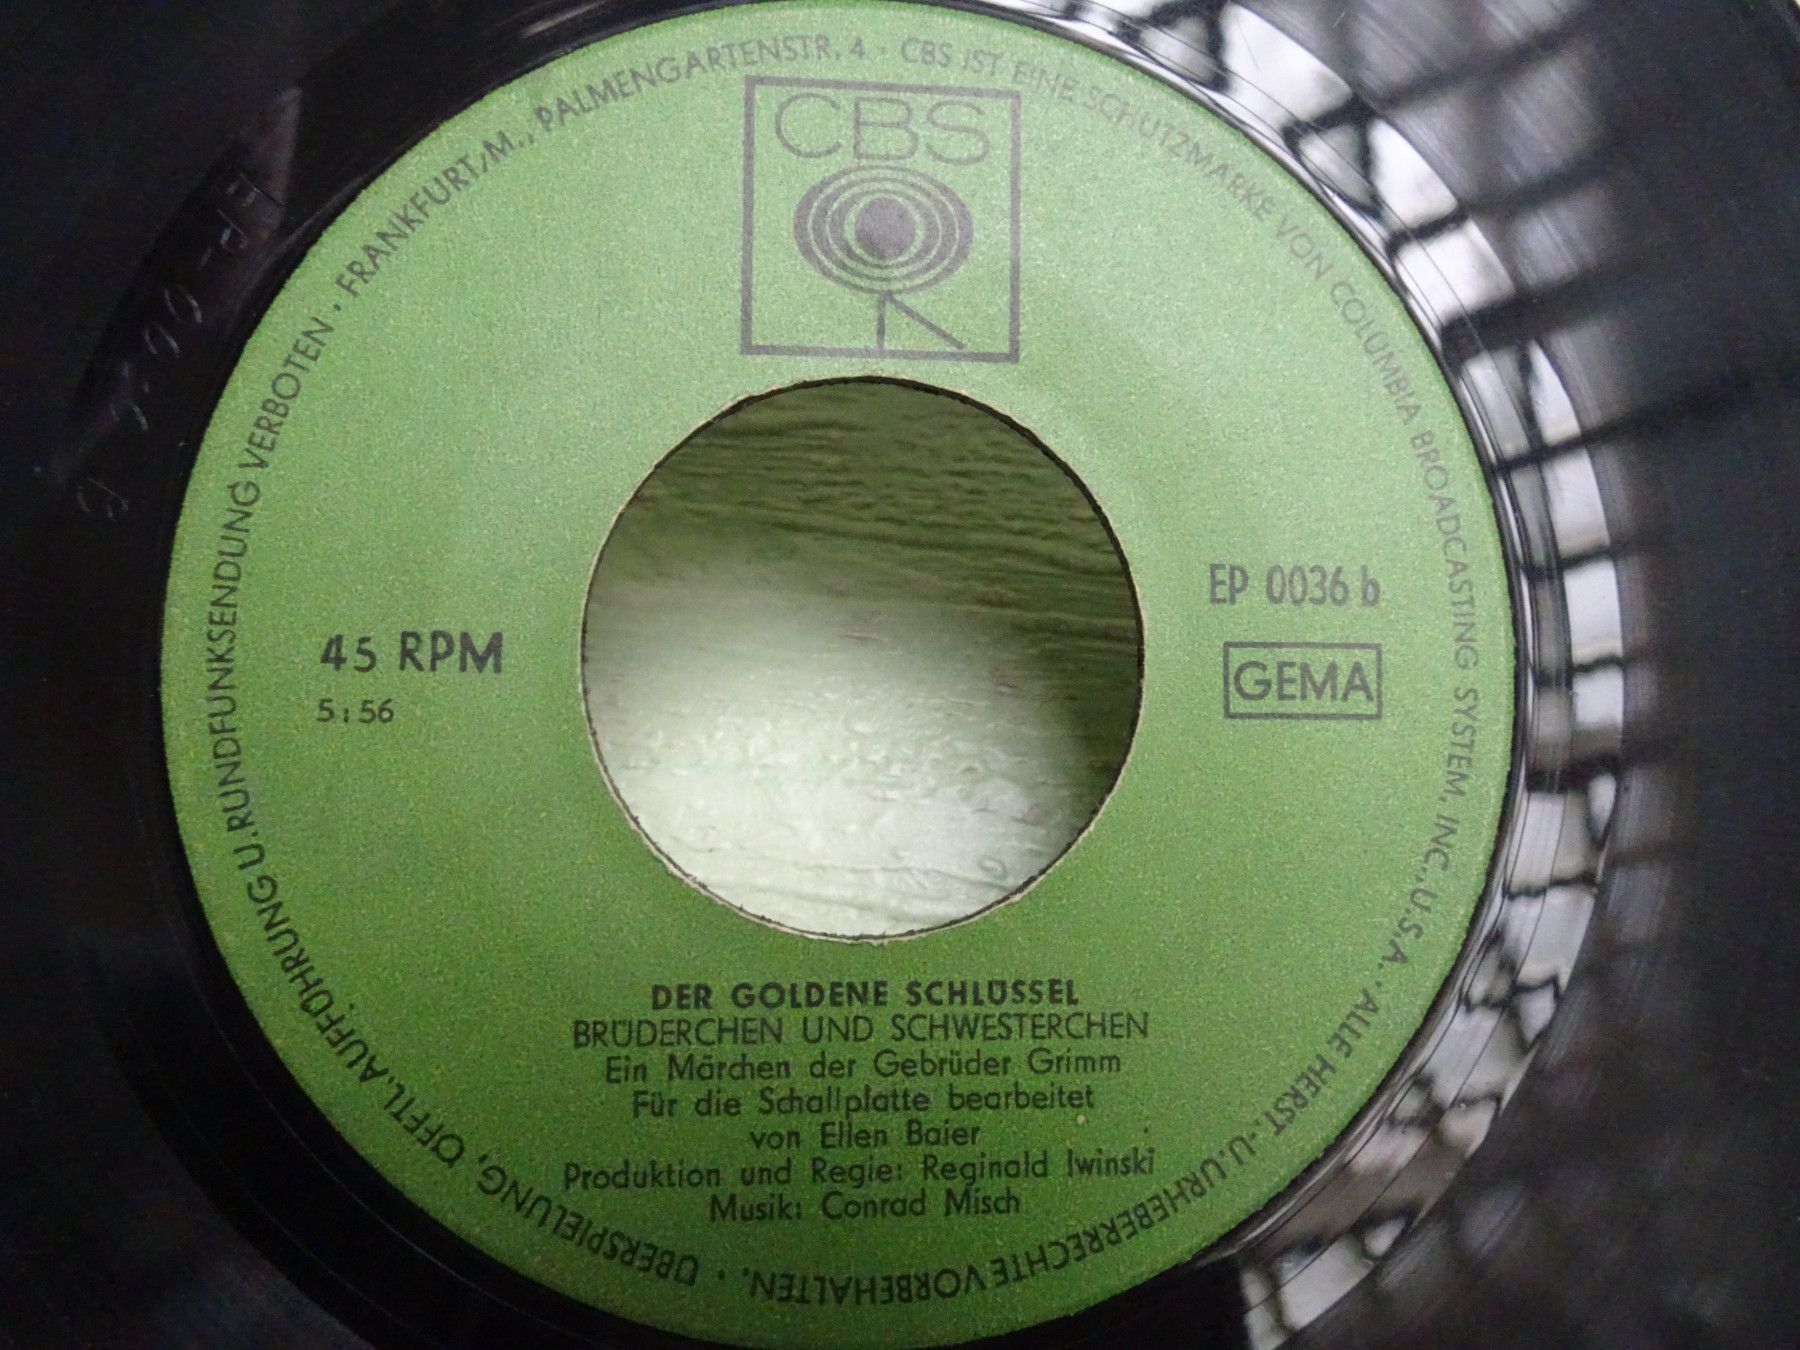 FRANKFURT/M., PALMENGARTENSTR. 4 · CBS IST EINE SCHUTZMARKE VON COLUMBIA BROADCASTING SYSTEM, INC., U.S.A. · ALLE HERST.-U. URHEBERRECHTE VORBEHALTEN. · ÜBERSPIELUNG, ÖFFTL. AUFFÜHRUNG U. RUNDFUNKSENDUNG VERBOTEN ·
CBS
EP 0036 b
45 RPM
GEMA
5:56
DER GOLDENE SCHLÜSSEL
BRÜDERCHEN UND SCHWESTERCHEN
Ein Märchen der Gebrüder Grimm
Für die Schallplatte bearbeitet
von Ellen Baier
Produktion und Regie: Reginald Iwinski
Musik: Conrad Misch